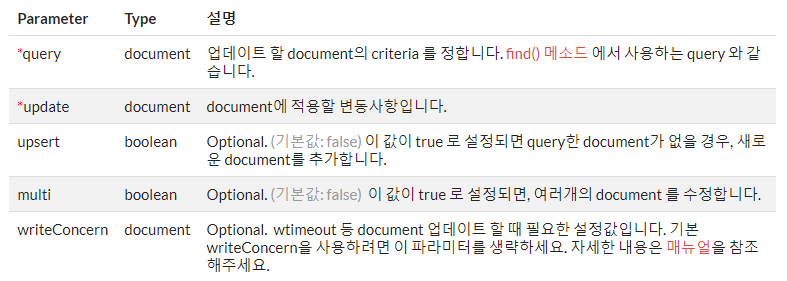 Parameter Type 설명
*query document 업데이트 할 document의 criteria 를 정합니다. find() 메소드 에서 사용하는 query 와 같
습니다.
*update document document에 적용할 변동사항입니다.
upsert boolean Optional. (기본값: false) 이 값이 true 로 설정되면 query한 document가 없을 경우, 새로
운 document를 추가합니다.
multi boolean Optional. (기본값: false) 이 값이 true 로 설정되면, 여러개의 document 를 수정합니다.
writeConcern document Optional. wtimeout 등 document 업데이트 할 때 필요한 설정값입니다. 기본
writeConcern을 사용하려면 이 파라미터를 생략하세요. 자세한 내용은 매뉴얼을 참조
해주세요.